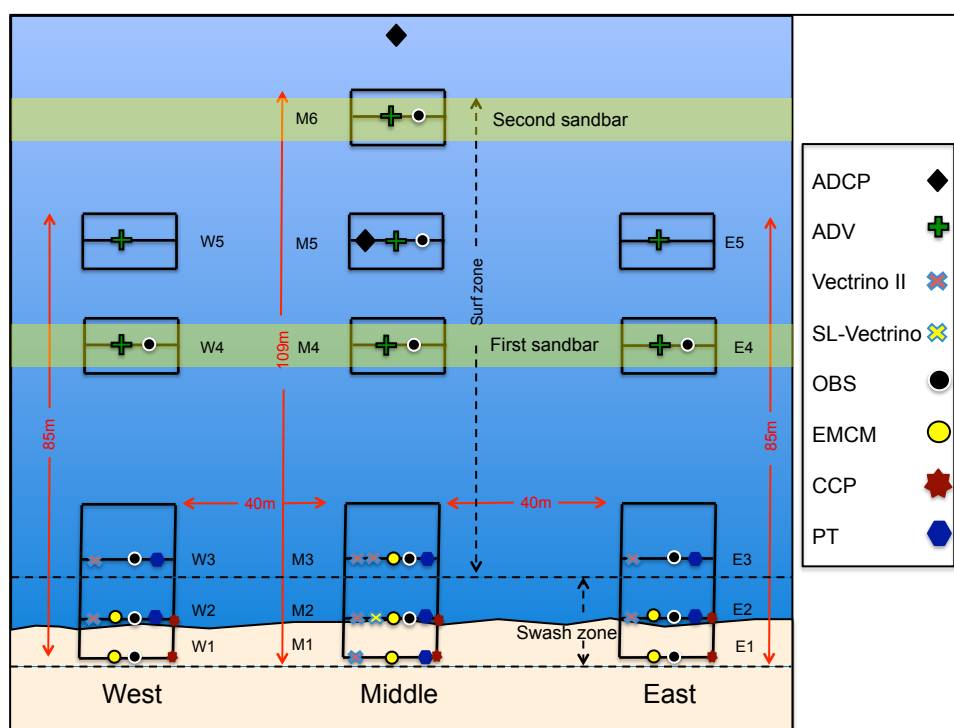 M6
Second sandbar
W5
M5
E5
Surf zone
109m
W4
M4
First sandbar
E4
85m
85m
40m
40m
W3
M3
E3
W2
M2
E2
Swash zone
W1
M1
E1
West
Middle
East
ADCP
ADV
Vectrino II
SL-Vectrino
OBS
EMCM
CCP
PT